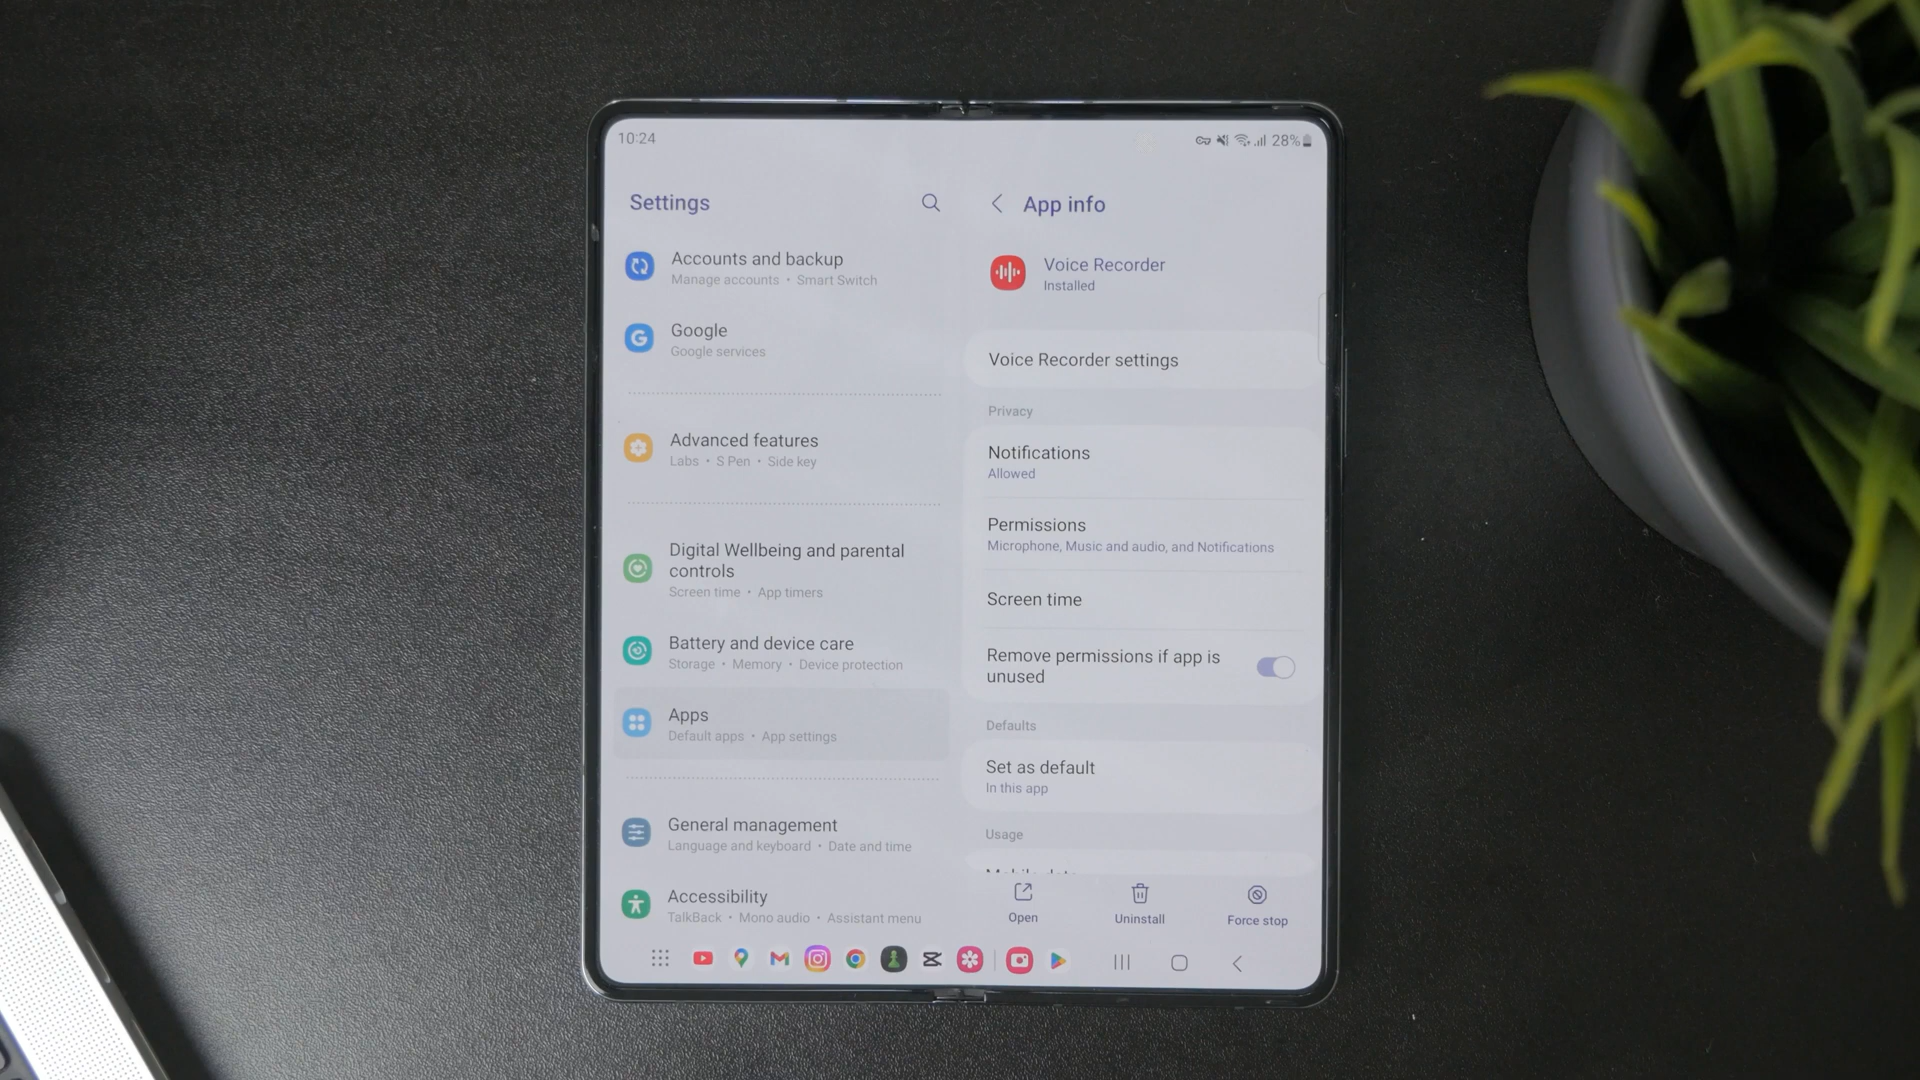 10:24
28%
Settings
Accounts and backup
Manage accounts • Smart Switch
Google
Google services
Advanced features
Labs • S Pen • Side key
Digital Wellbeing and parental
controls
Screen time • App timers
Battery and device care
Storage • Memory • Device protection
Apps
Default apps • App settings
General management
Language and keyboard • Date and time
Accessibility
TalkBack • Mono audio • Assistant menu
App info
Voice Recorder
Installed
Voice Recorder settings
Privacy
Notifications
Allowed
Permissions
Microphone, Music and audio, and Notifications
Screen time
Remove permissions if app is
unused
Defaults
Set as default
In this app
Usage
Open
Uninstall
Force stop